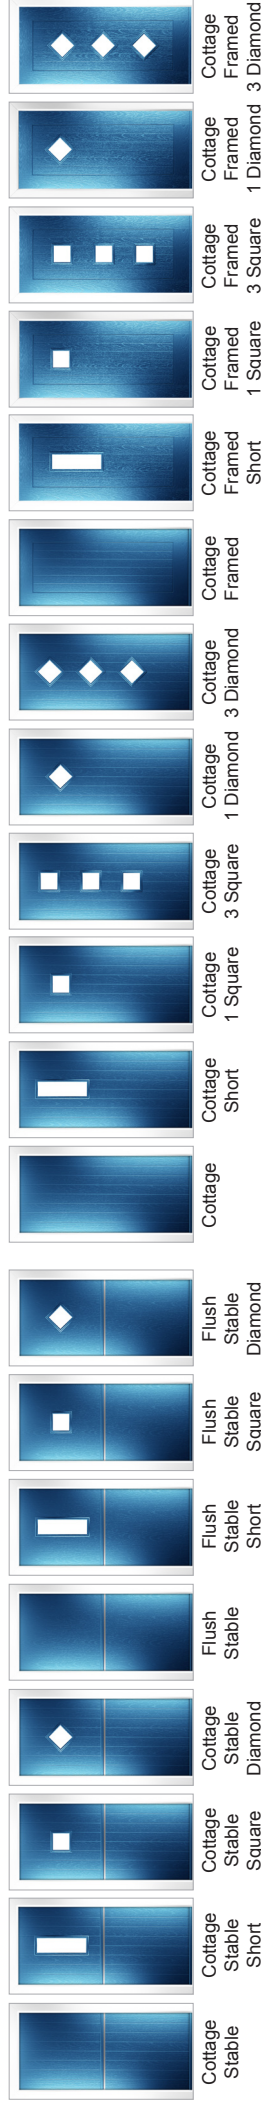 Cottage
Stable
Cottage
Stable
Short
Cottage
Stable
Square
Cottage
Stable
Diamond
Flush
Stable
Flush
Stable
Short
Flush
Stable
Square
Flush
Stable
Diamond
Cottage
Cottage
Short
Cottage
1 Square
Cottage
3 Square
Cottage
1 Diamond
Cottage
3 Diamond
Cottage
Framed
Cottage
Framed
Short
Cottage
Framed
1 Square
Cottage
Framed
3 Square
Cottage
Framed
1 Diamond
Cottage
Framed
3 Diamond